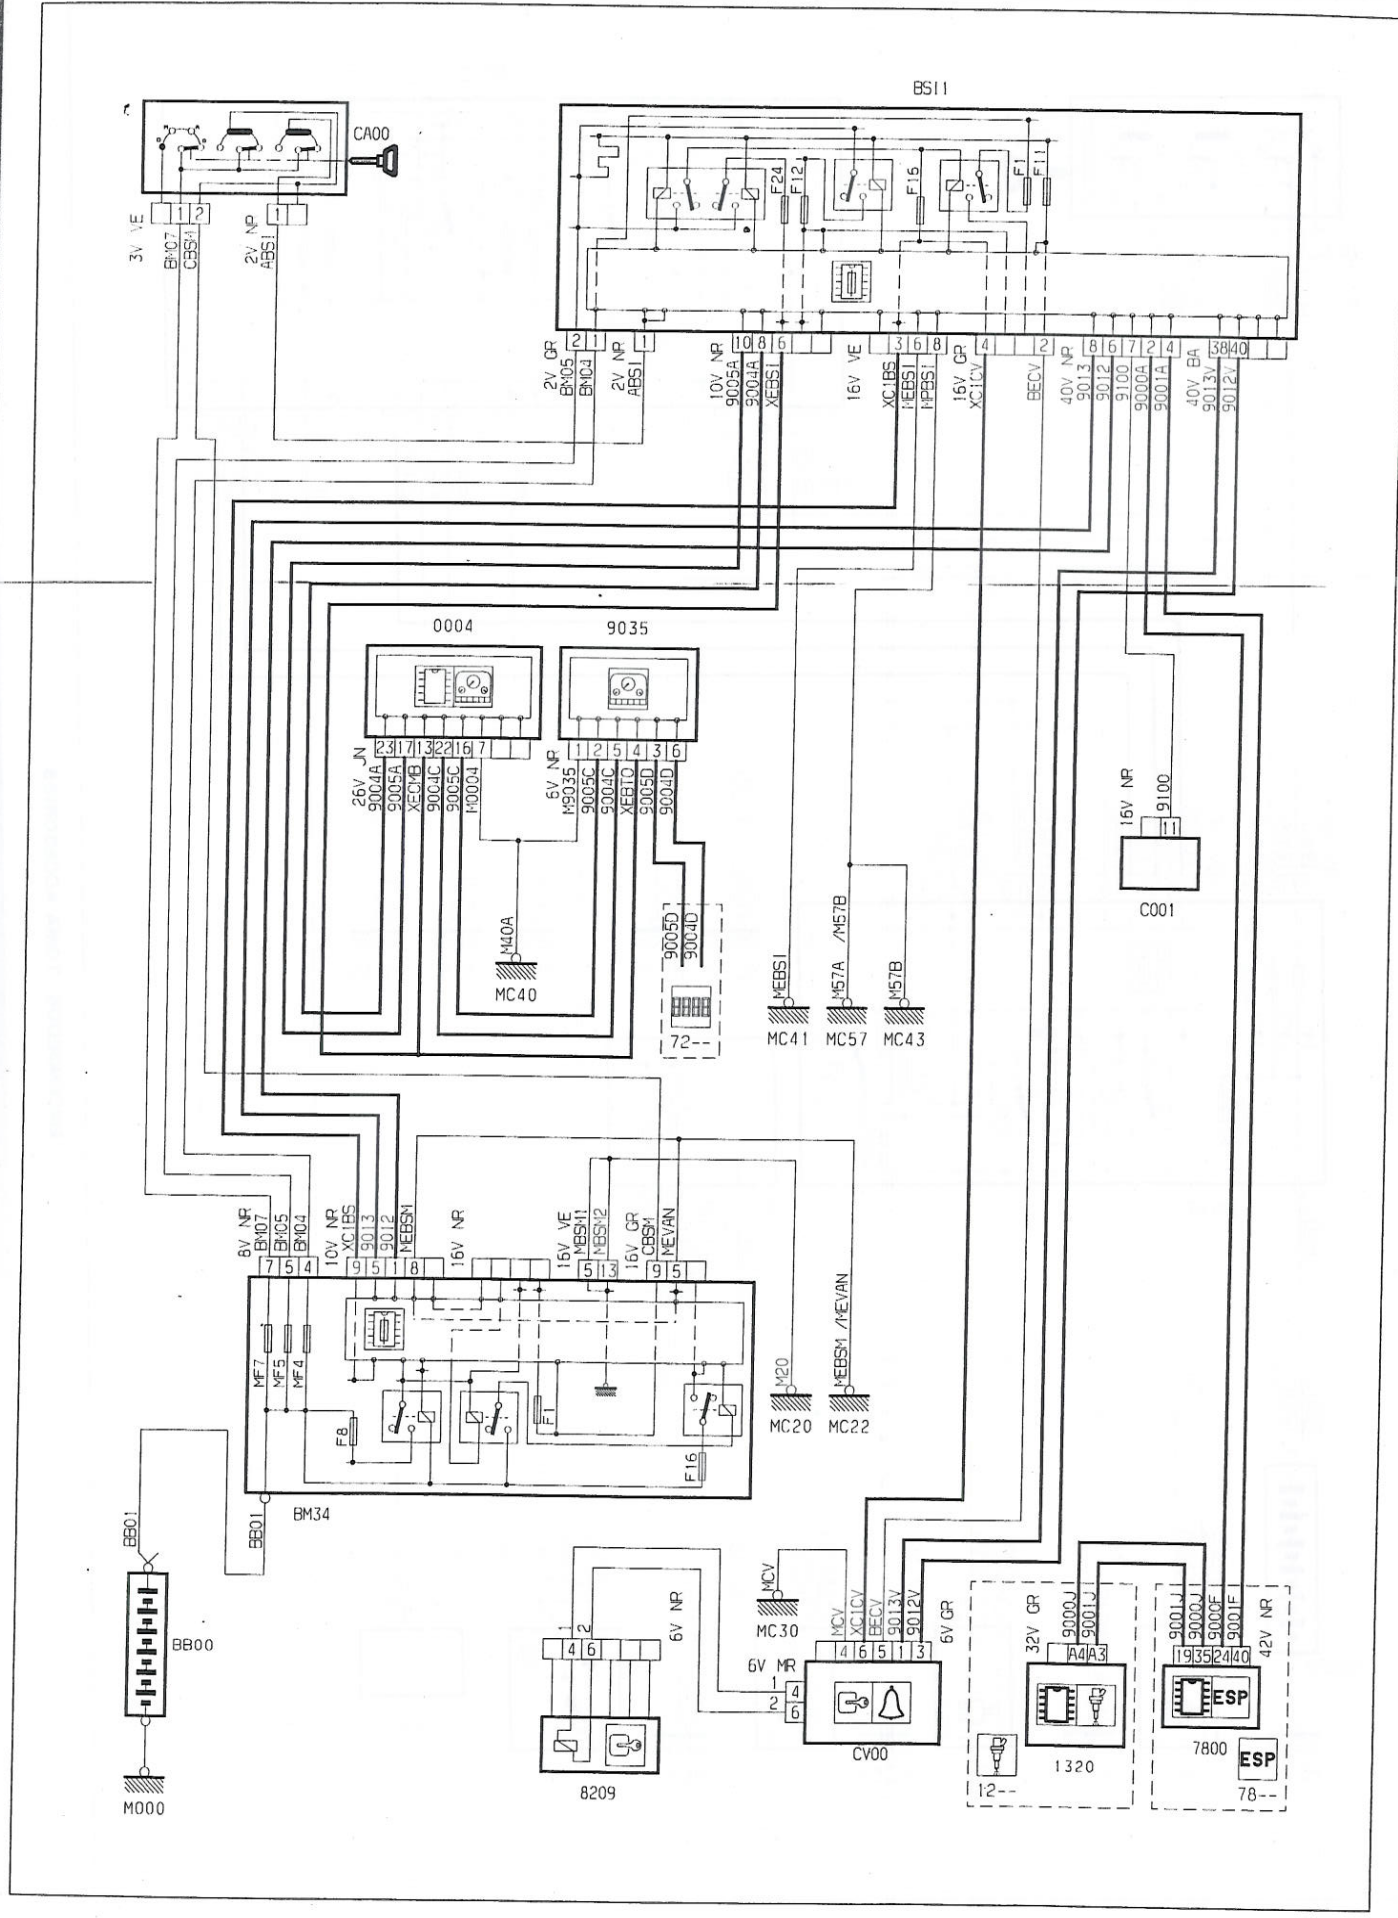 BSI1
CA00
F24
F12
F15
F1
F11
1
2
1
3V VE
BM07
CBSM
2V NR
ABSI
2
1
1
10
8
6
3
6
8
4
2
8
6
7
2
4
38
40
2V GR
BM05
BM04
2V NR
ABSI
10V NR
9005A
9004A
XEBSI
16V VE
XC1BS
MEBSI
MPBSI
16V GR
XC1CV
BECV
40V NR
9013
9012
9100
9000A
9001A
40V BA
9013V
9012V
0004
9035
23
17
13
22
16
7
1
2
5
4
3
6
26V JN
9004A
9005A
XECMB
9004C
9005C
M0004
6V NR
M9035
9005C
9004C
XEBTO
9005D
9004D
16V NR
9100
11
C001
M40A
MC40
9005D
9004D
72--
MEBSI
MC41
M57A /M57B
MC57
M57B
MC43
8V NR
BM07
BM05
BM04
10V NR
XC1BS
9013
9012
MEBSM
16V NR
16V VE
MBSM1
MBSM2
16V GR
CBSM
MEVAN
7
5
4
9
5
1
8
5
13
9
5
MF7
MF5
MF4
F8
F1
F16
M20
MC20
MEBSM /MEVAN
MC22
BM34
BB01
BB01
BB00
M000
1
2
4
6
6V NR
8209
MCV
MC30
MCV
XC1CV
BECV
9013V
9012V
6V GR
4
6
5
1
3
6V MR
1
2
4
6
CV00
32V GR
9000J
9001J
A4
A3
1320
12--
9001J
9000J
9000F
9001F
42V NR
19
35
24
40
ESP
7800
ESP
78--